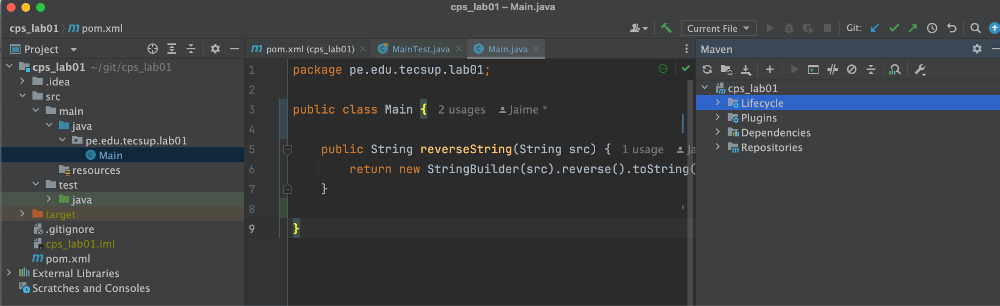 cps_lab01 – Main.java
cps_lab01 〉 m pom.xml
Current File
Git:
Project
pom.xml (cps_lab01)
MainTest.java
Main.java
Maven
cps_lab01 ~/git/cps_lab01
.idea
src
main
java
pe.edu.tecsup.lab01
Main
resources
test
java
target
.gitignore
cps_lab01.iml
pom.xml
External Libraries
Scratches and Consoles
1 package pe.edu.tecsup.lab01;
2
3 public class Main { 2 usages Jaime *
4
5 public String reverseString(String src) { 1 usage Ja
6 return new StringBuilder(src).reverse().toString(
7 }
8
9 }
cps_lab01
Lifecycle
Plugins
Dependencies
Repositories